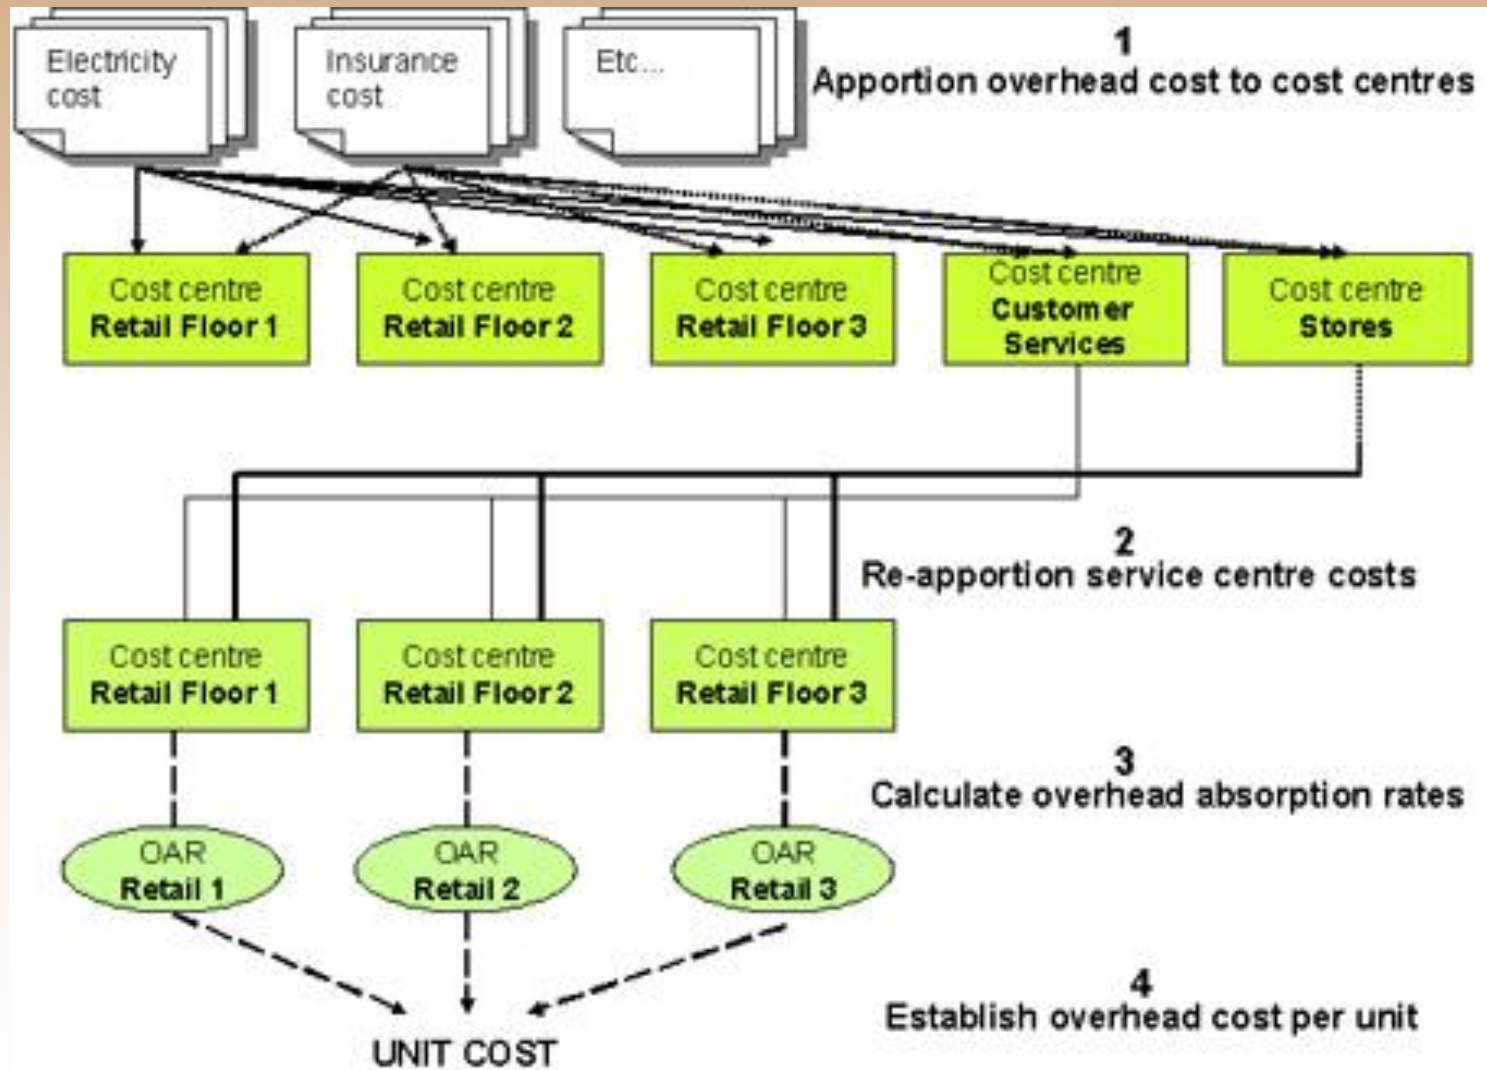 Electricity
cost
Insurance
cost
Etc...
1
Apportion overhead cost to cost centres
Cost centre
Retail Floor 1
Cost centre
Retail Floor 2
Cost centre
Retail Floor 3
Cost centre
Customer
Services
Cost centre
Stores
2
Re-apportion service centre costs
Cost centre
Retail Floor 1
Cost centre
Retail Floor 2
Cost centre
Retail Floor 3
3
Calculate overhead absorption rates
OAR
Retail 1
OAR
Retail 2
OAR
Retail 3
4
Establish overhead cost per unit
UNIT COST